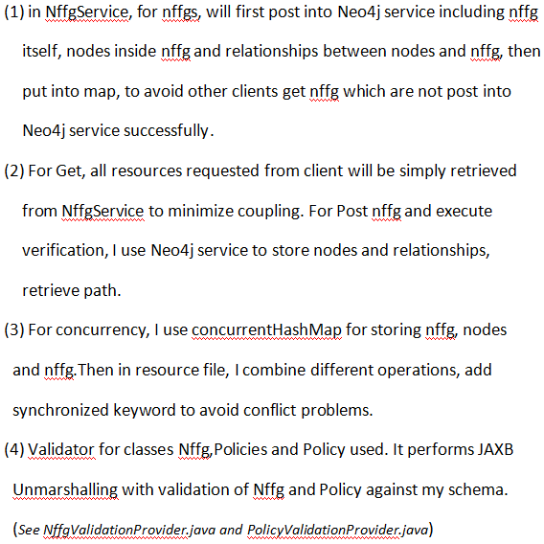 (1) in NffgService, for nffgs, will first post into Neo4j service including nffg
itself, nodes inside nffg and relationships between nodes and nffg, then
put into map, to avoid other clients get nffg which are not post into
Neo4j service successfully.
(2) For Get, all resources requested from client will be simply retrieved
from NffgService to minimize coupling. For Post nffg and execute
verification, I use Neo4j service to store nodes and relationships,
retrieve path.
(3) For concurrency, I use concurrentHashMap for storing nffg, nodes
and nffg.Then in resource file, I combine different operations, add
synchronized keyword to avoid conflict problems.
(4) Validator for classes Nffg,Policies and Policy used. It performs JAXB
Unmarshalling with validation of Nffg and Policy against my schema.
(See NffgValidationProvider.java and PolicyValidationProvider.java)